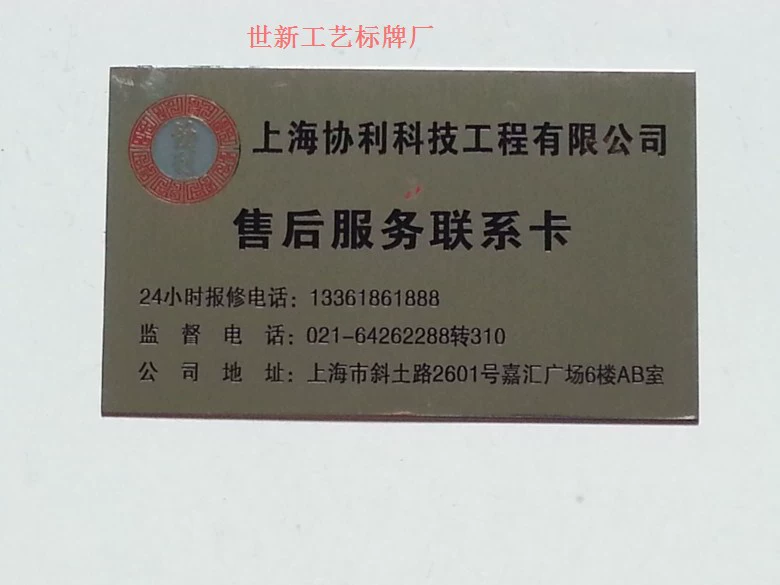 世新工艺标牌厂
上海协利科技工程有限公司
售后服务联系卡
24小时报修电话：13361861888
监督电话：021-64262288转310
公司地址：上海市斜土路2601号嘉汇广场6楼AB室